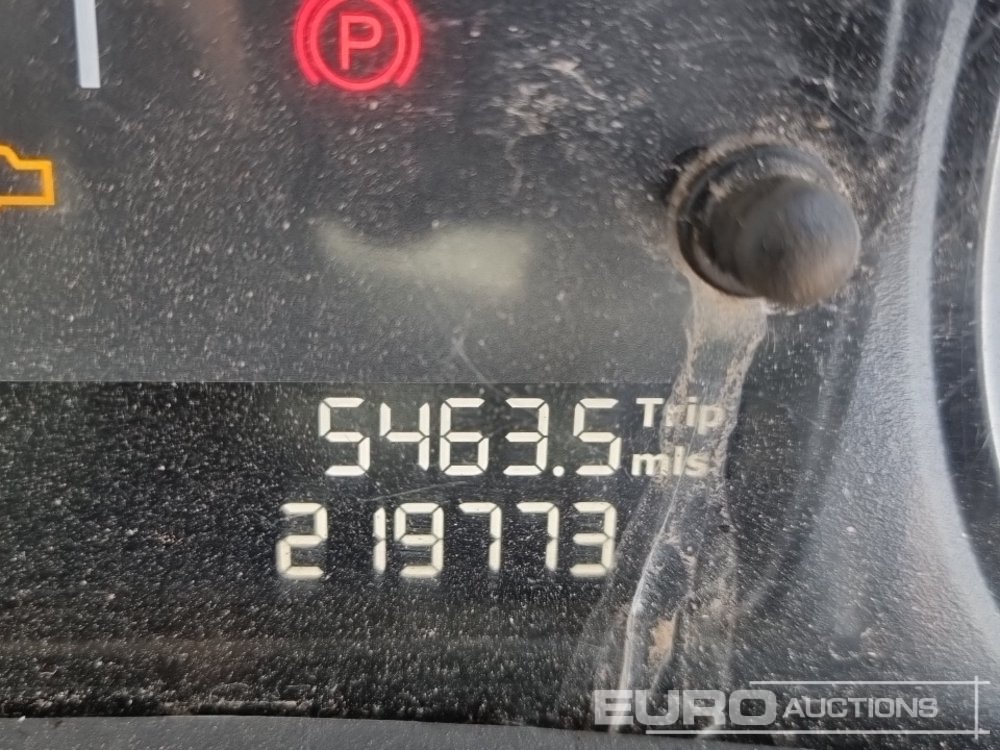 P
5463.5 Trip
mls
219773
EURO AUCTIONS